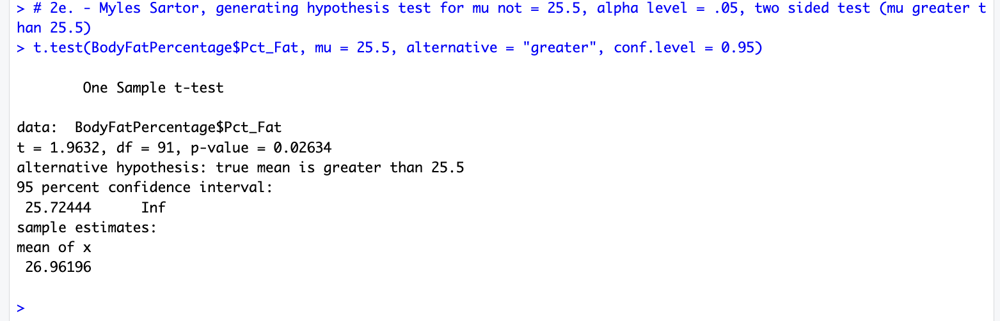 > # 2e. - Myles Sartor, generating hypothesis test for mu not = 25.5, alpha level = .05, two sided test (mu greater t
han 25.5)
> t.test(BodyFatPercentage$Pct_Fat, mu = 25.5, alternative = "greater", conf.level = 0.95)
One Sample t-test
data:  BodyFatPercentage$Pct_Fat
t = 1.9632, df = 91, p-value = 0.02634
alternative hypothesis: true mean is greater than 25.5
95 percent confidence interval:
 25.72444      Inf
sample estimates:
mean of x
 26.96196
>